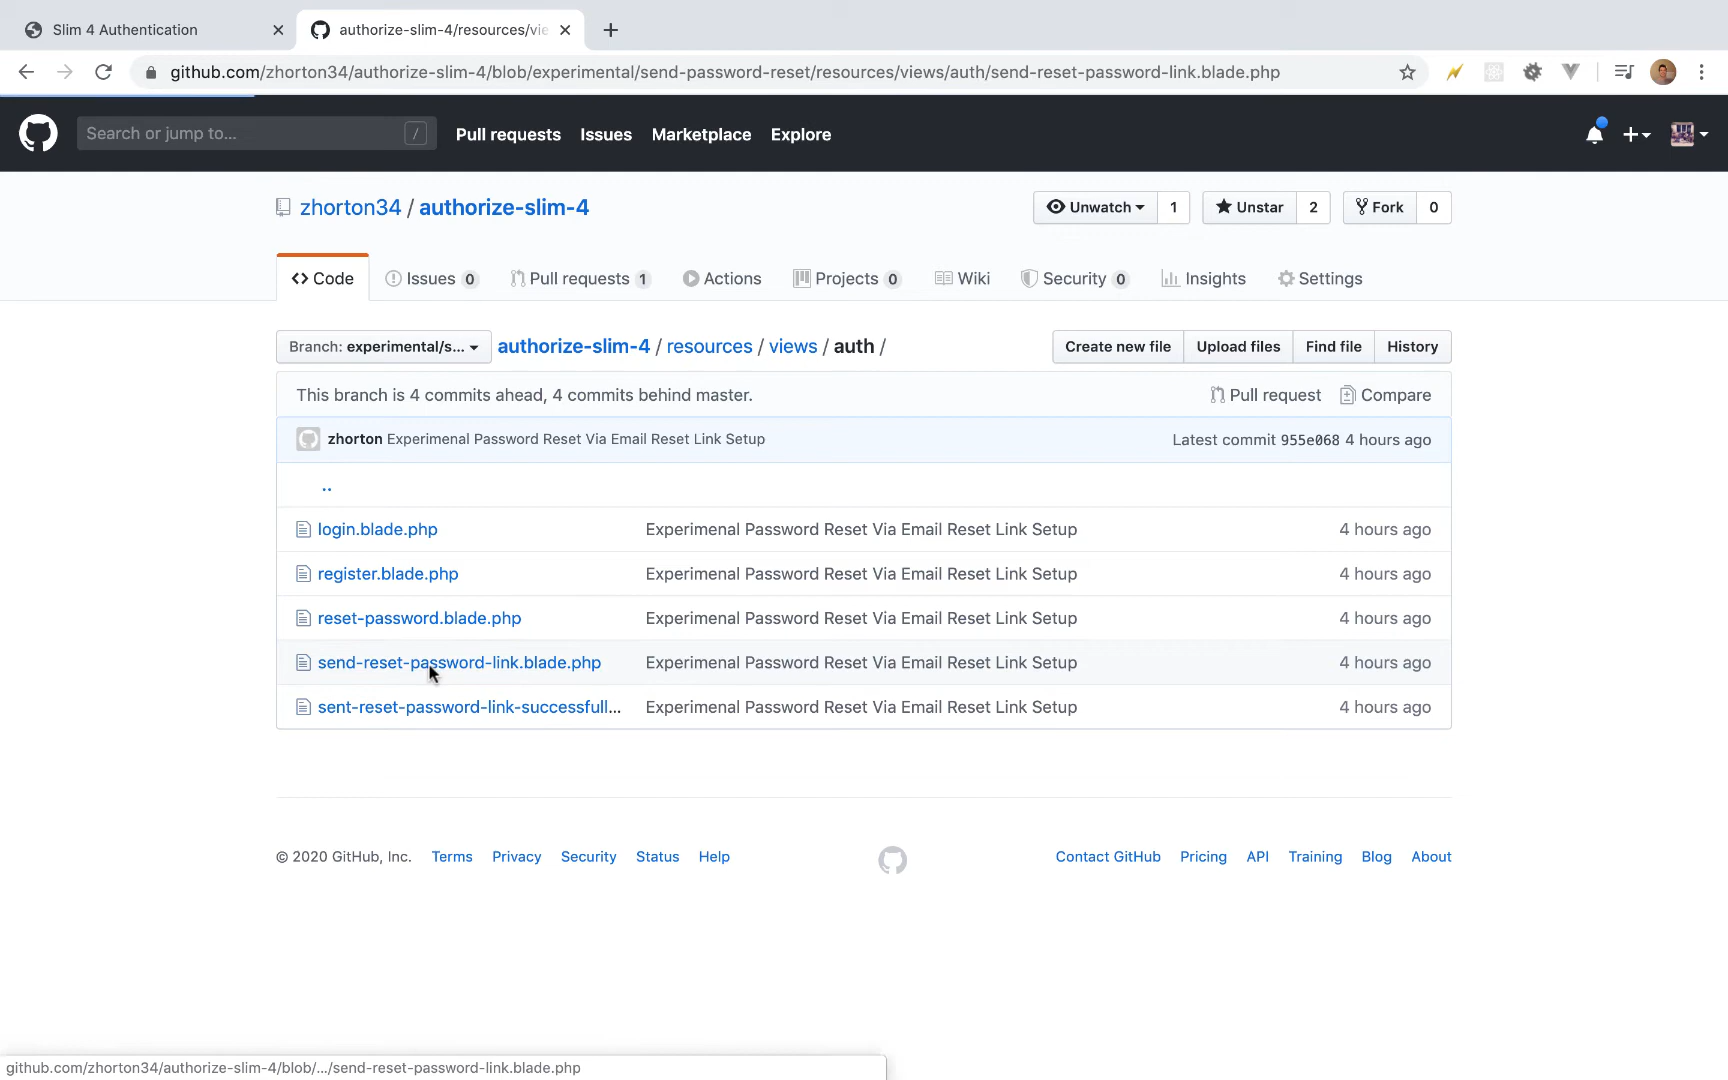 Slim 4 Authentication
authorize-slim-4/resources/vie
github.com/zhorton34/authorize-slim-4/blob/experimental/send-password-reset/resources/views/auth/send-reset-password-link.blade.php
Search or jump to... /
Pull requests Issues Marketplace Explore
zhorton34 / authorize-slim-4
Unwatch 1 Unstar 2 Fork 0
Code Issues 0 Pull requests 1 Actions Projects 0 Wiki Security 0 Insights Settings
Branch: experimental/s... authorize-slim-4 / resources / views / auth /
Create new file Upload files Find file History
This branch is 4 commits ahead, 4 commits behind master. Pull request Compare
zhorton Experimenal Password Reset Via Email Reset Link Setup Latest commit 955e068 4 hours ago
..
login.blade.php Experimenal Password Reset Via Email Reset Link Setup 4 hours ago
register.blade.php Experimenal Password Reset Via Email Reset Link Setup 4 hours ago
reset-password.blade.php Experimenal Password Reset Via Email Reset Link Setup 4 hours ago
send-reset-password-link.blade.php Experimenal Password Reset Via Email Reset Link Setup 4 hours ago
sent-reset-password-link-successfull... Experimenal Password Reset Via Email Reset Link Setup 4 hours ago
© 2020 GitHub, Inc. Terms Privacy Security Status Help Contact GitHub Pricing API Training Blog About
github.com/zhorton34/authorize-slim-4/blob/.../send-reset-password-link.blade.php